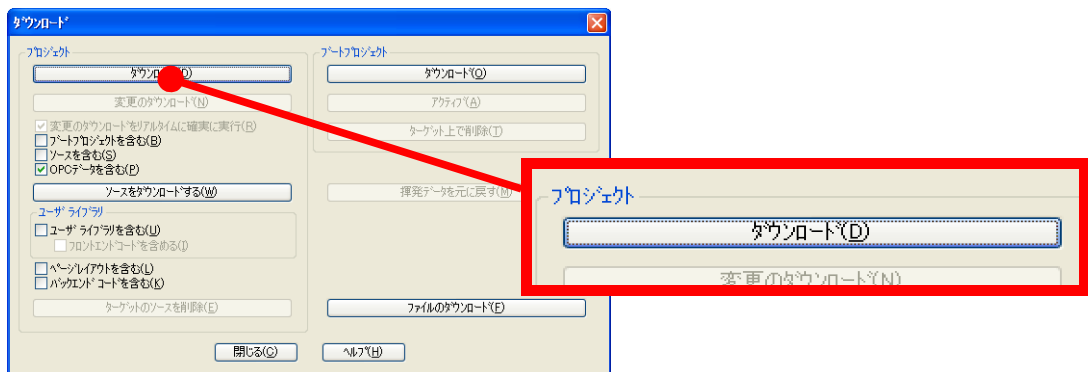 ダウンロード
プロジェクト
ダウンロード(D)
変更のダウンロード(N)
変更のダウンロードをリアルタイムに確実に実行(R)
ブートプロジェクトを含む(B)
ソースを含む(S)
OPCデータを含む(P)
ソースをダウンロードする(W)
ユーザ ライブラリ
ユーザ ライブラリを含む(U)
フロントエンドコードを含める(I)
ページレイアウトを含む(L)
バックエンド コードを含む(K)
ターゲットのソースを削除(E)
ブートプロジェクト
ダウンロード(O)
アクティブ(A)
ターゲット上で削除(T)
揮発データを元に戻す(M)
ファイルのダウンロード(F)
閉じる(C)
ヘルプ(H)
プロジェクト
ダウンロード(D)
変更のダウンロード(N)